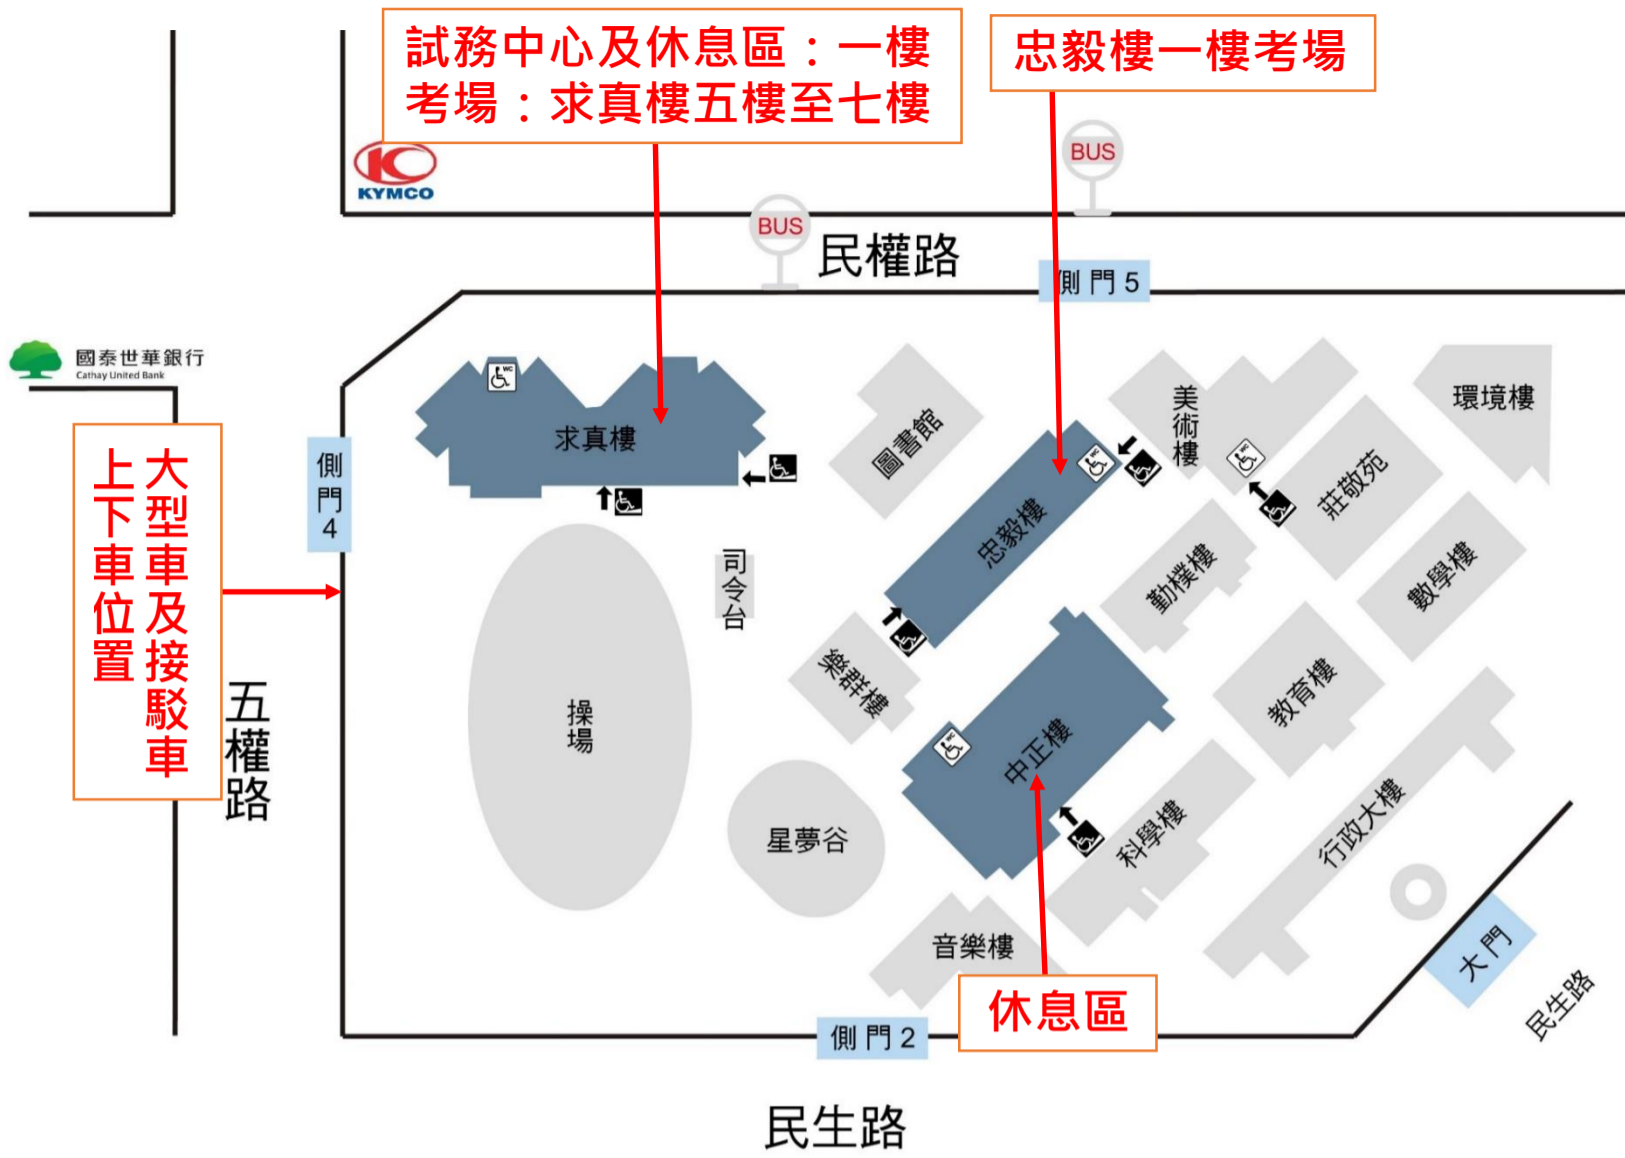 試務中心及休息區：一樓
考場：求真樓五樓至七樓
忠毅樓一樓考場
KYMCO
BUS
BUS
民權路
側門5
國泰世華銀行
Cathay United Bank
大型車及接駁車
上下車位置
側門4
五權路
WC
求真樓
圖書館
忠毅樓
WC
美術樓
WC
莊敬苑
環境樓
司令台
勤樸樓
數學樓
操場
樂群樓
WC
中正樓
教育樓
星夢谷
科學樓
行政大樓
音樂樓
休息區
大門
民生路
側門2
民生路